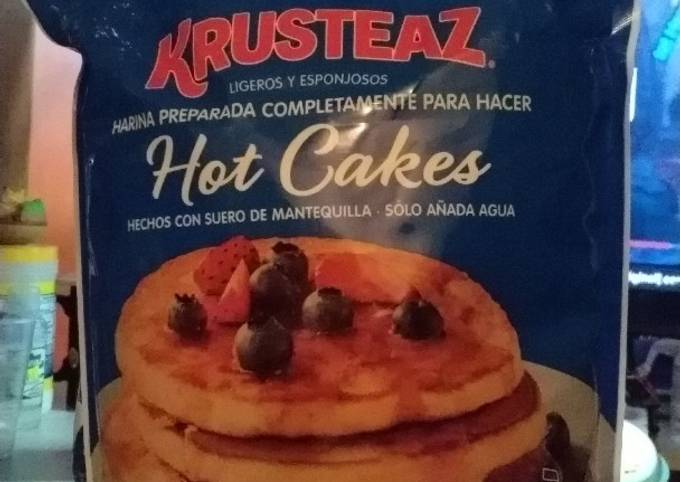 KRUSTEAZ®
LIGEROS Y ESPONJOSOS
HARINA PREPARADA COMPLETAMENTE PARA HACER
Hot Cakes
HECHOS CON SUERO DE MANTEQUILLA · SÓLO AÑADA AGUA